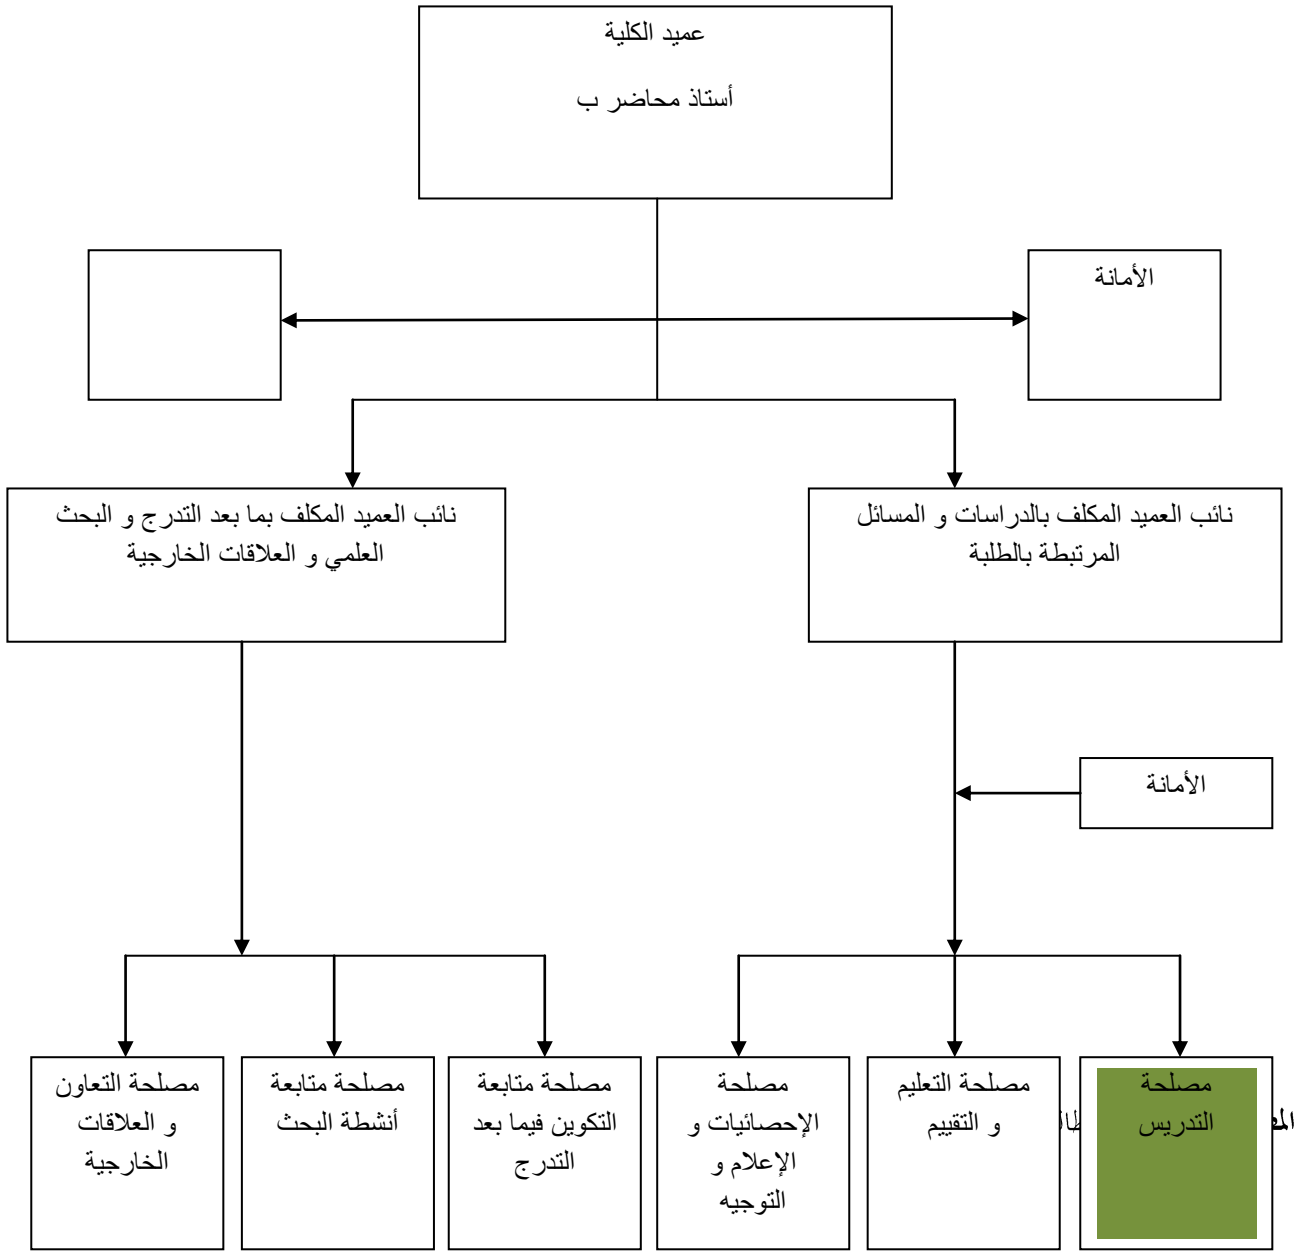 عميد الكلية
أستاذ محاضر ب
الأمانة
نائب العميد المكلف بالدراسات و المسائل
المرتبطة بالطلبة
نائب العميد المكلف بما بعد التدرج و البحث
العلمي و العلاقات الخارجية
الأمانة
مصلحة
التدريس
مصلحة التعليم
و التقييم
مصلحة
الإحصائيات و
الإعلام و
التوجيه
مصلحة متابعة
التكوين فيما بعد
التدرج
مصلحة متابعة
أنشطة البحث
مصلحة التعاون
و العلاقات
الخارجية